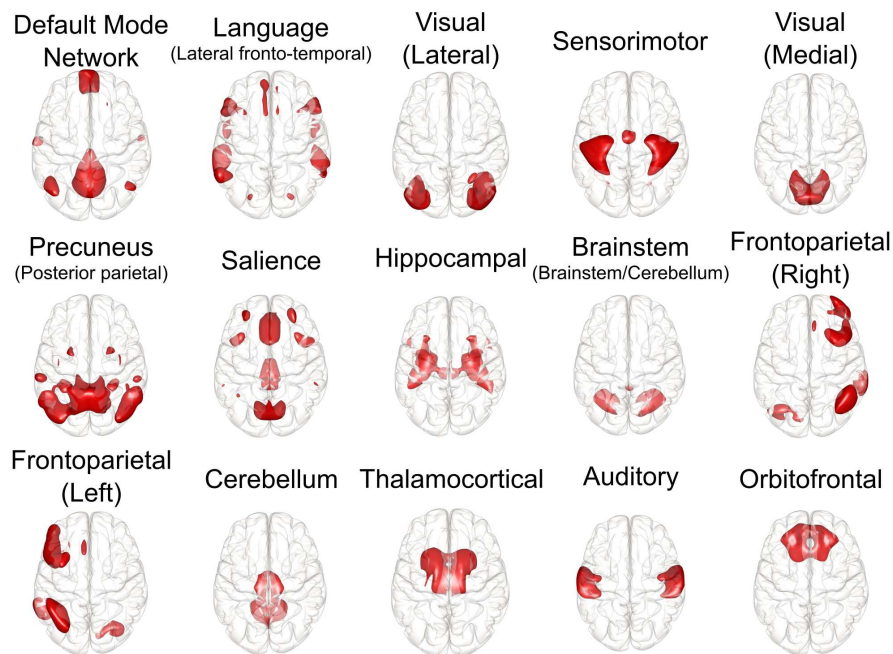 Default Mode
Network
Language
(Lateral fronto-temporal)
Visual
(Lateral)
Sensorimotor
Visual
(Medial)
Precuneus
(Posterior parietal)
Salience
Hippocampal
Brainstem
(Brainstem/Cerebellum)
Frontoparietal
(Right)
Frontoparietal
(Left)
Cerebellum
Thalamocortical
Auditory
Orbitofrontal